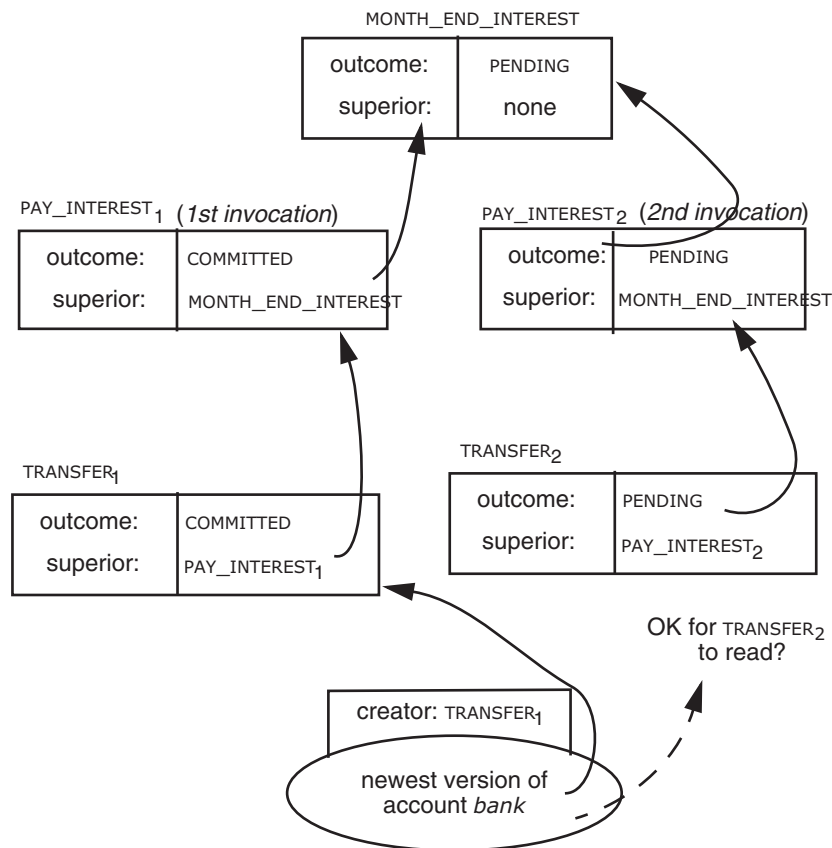 MONTH_END_INTEREST
outcome: PENDING
superior: none
PAY_INTEREST1 (1st invocation)
outcome: COMMITTED
superior: MONTH_END_INTEREST
PAY_INTEREST2 (2nd invocation)
outcome: PENDING
superior: MONTH_END_INTEREST
TRANSFER1
outcome: COMMITTED
superior: PAY_INTEREST1
TRANSFER2
outcome: PENDING
superior: PAY_INTEREST2
OK for TRANSFER2
to read?
creator: TRANSFER1
newest version of
account bank